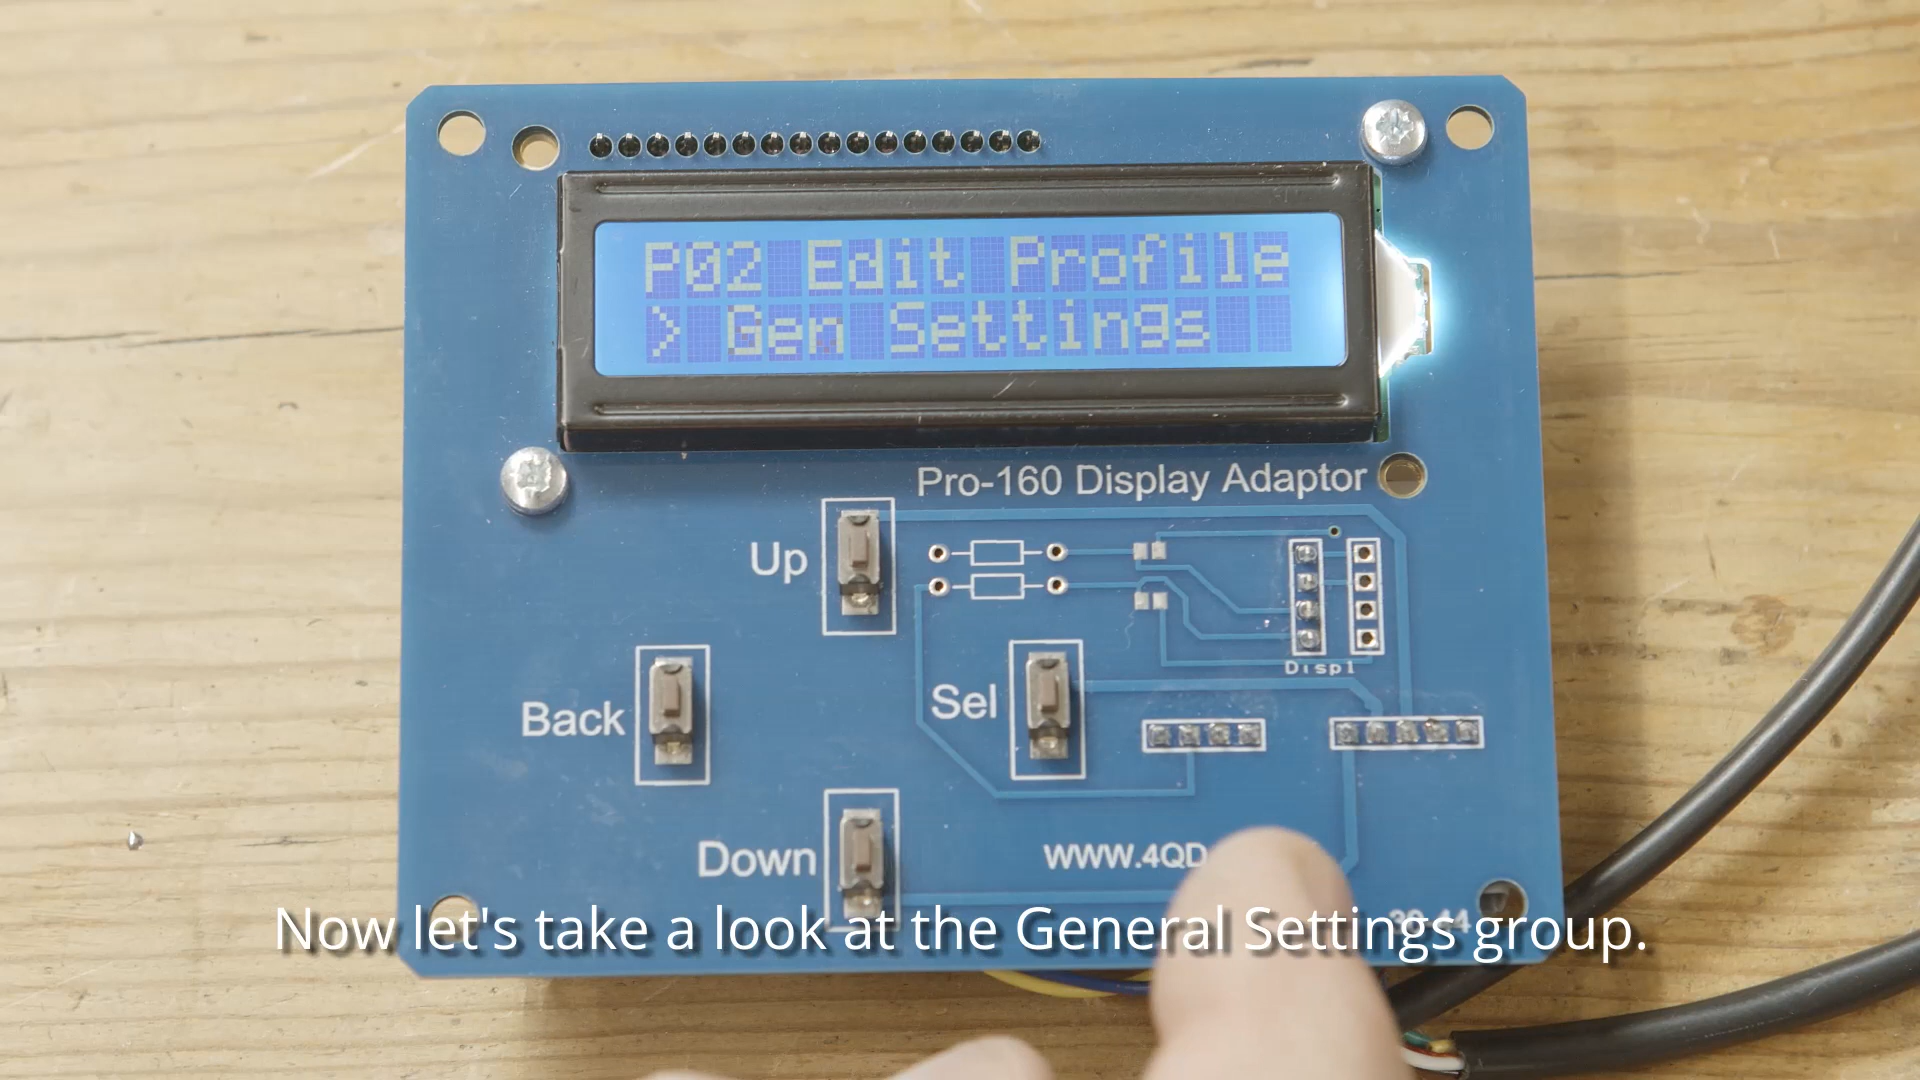 P02 Edit Profile
> Gen Settings
Pro-160 Display Adaptor
Up
Back
Sel
Disp1
Down
WWW.4QD
Now let's take a look at the General Settings group.